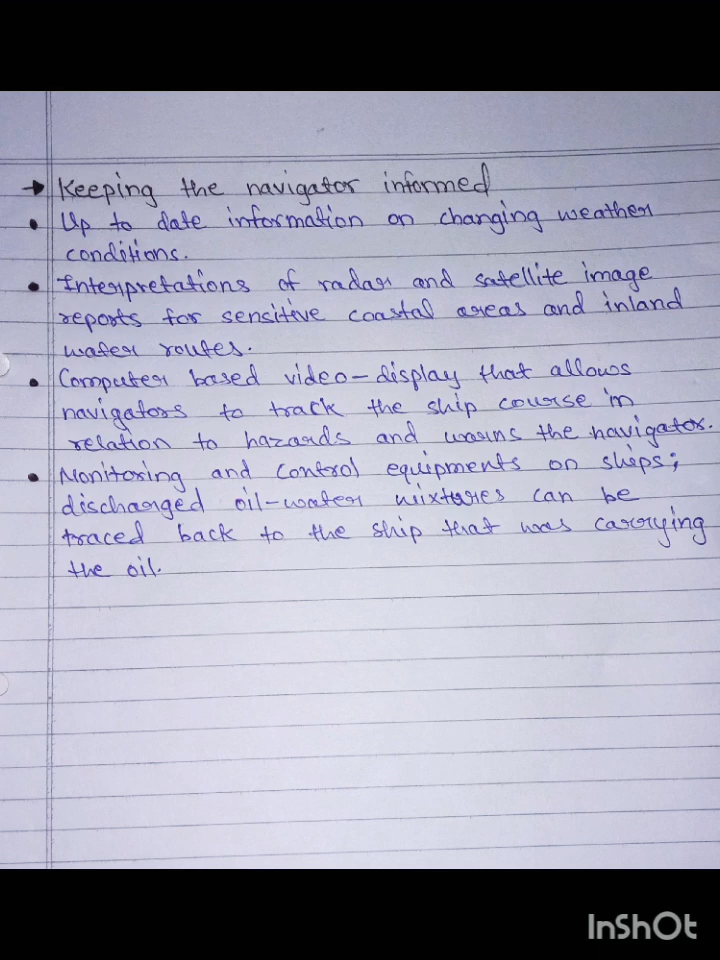 → Keeping the navigator informed
• Up to date information on changing weather
conditions.
• Interpretations of radar and satellite image
reports for sensitive coastal areas and inland
water routes.
• Computer based video-display that allows
navigators to track the ship course in
relation to hazards and warns the navigator.
• Monitoring and control equipments on ships;
discharged oil-water mixtures can be
traced back to the ship that was carrying
the oil.
InShOt